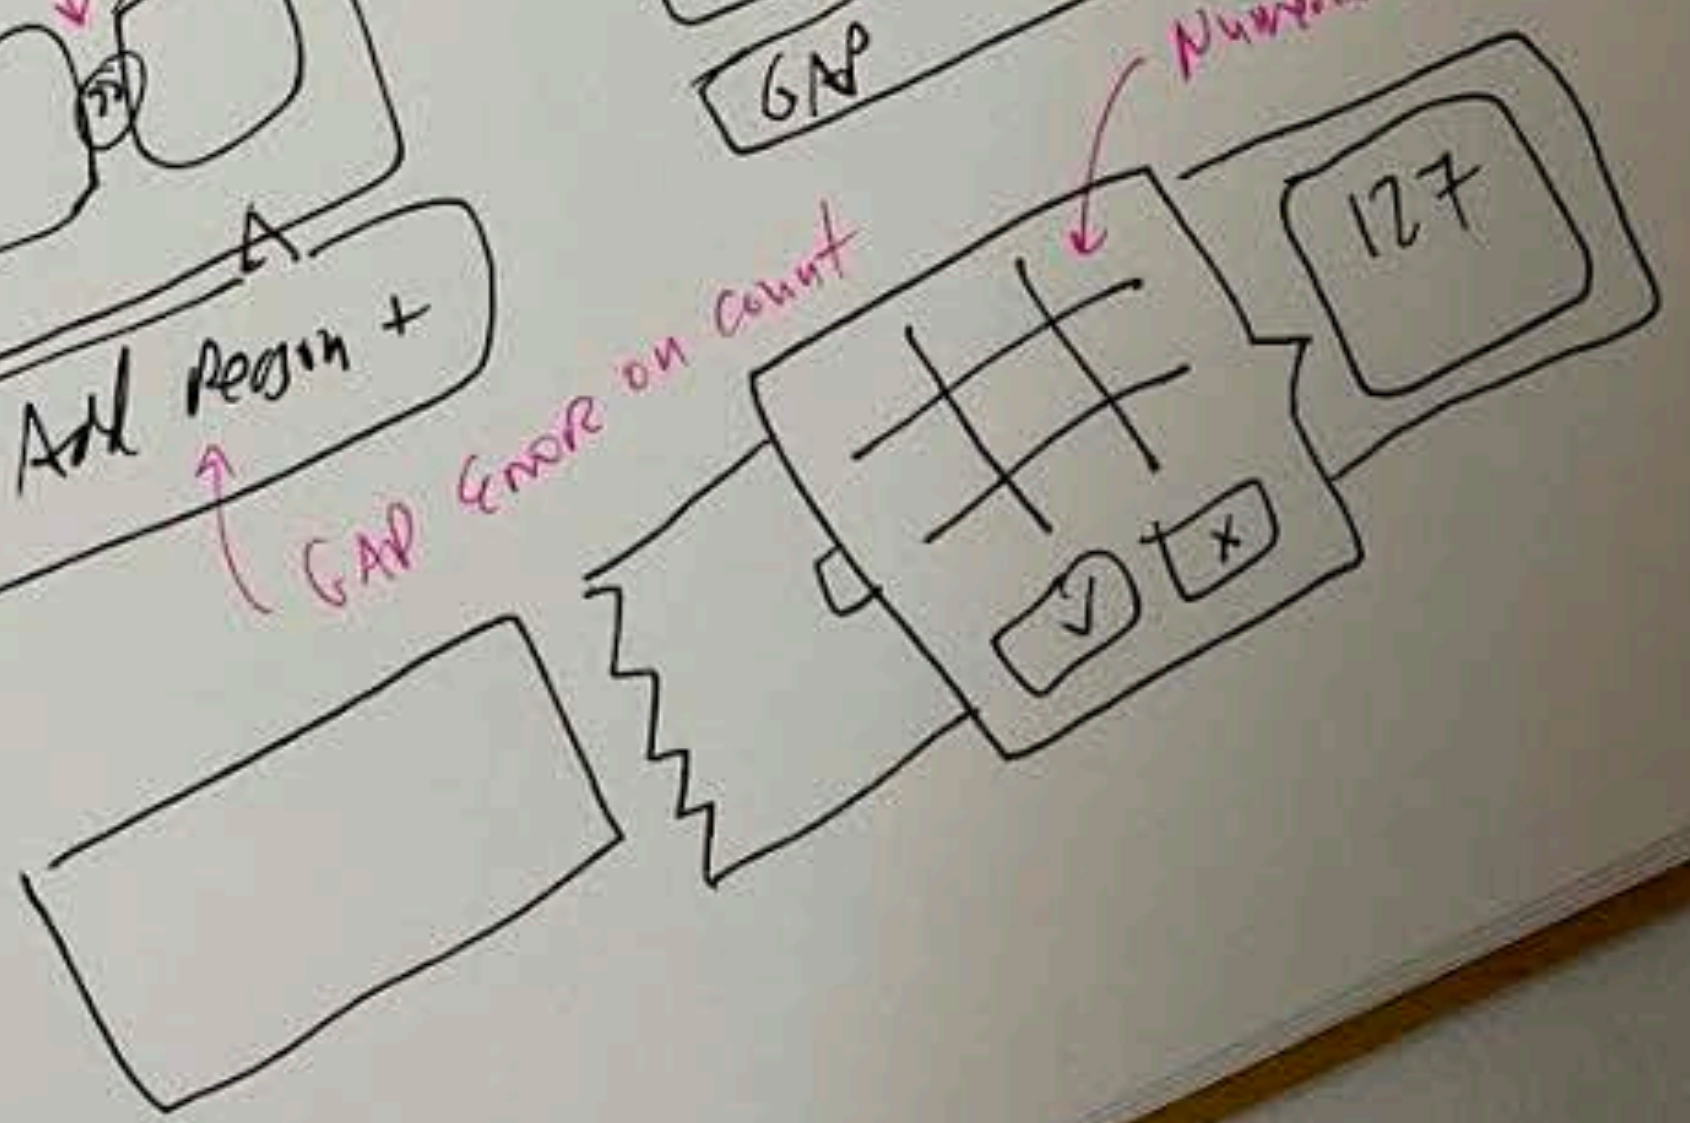 GAP
127
Add Region +
GAP Error on count
✓ x